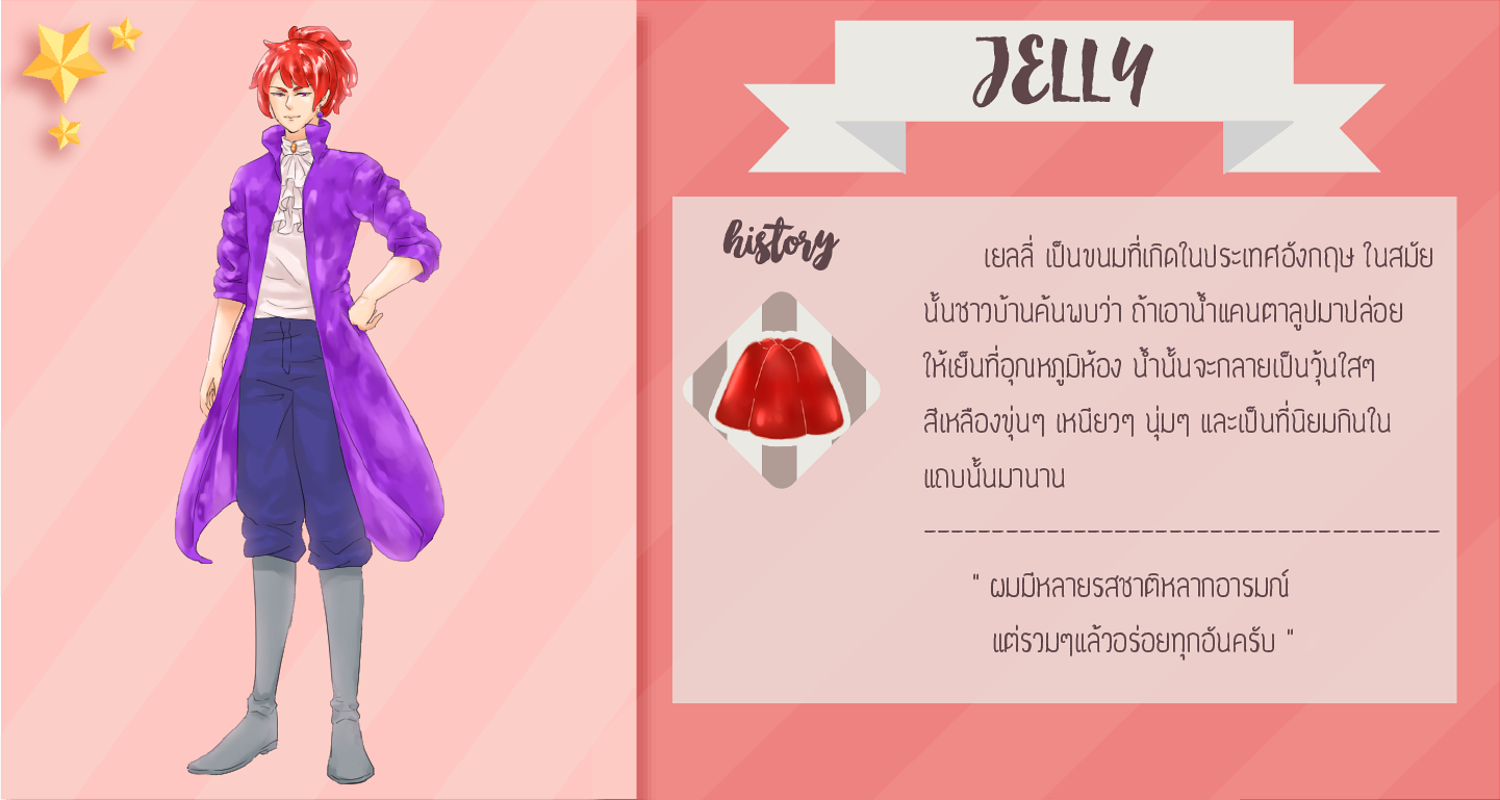 JELLY
history
เยลลี่ เป็นขนมที่เกิดในประเทศอังกฤษ ในสมัย
นั้นชาวบ้านค้นพบว่า ถ้าเอาน้ำแคนตาลูปมาปล่อย
ให้เย็นที่อุณหภูมิห้อง น้ำนั้นจะกลายเป็นวุ้นใสๆ
สีเหลืองขุ่นๆ เหนียวๆ นุ่มๆ และเป็นที่นิยมกินใน
แถบนั้นมานาน
---------------------------------------
" ผมมีหลายรสชาติหลากอารมณ์
แต่รวมๆแล้วอร่อยทุกอันครับ "